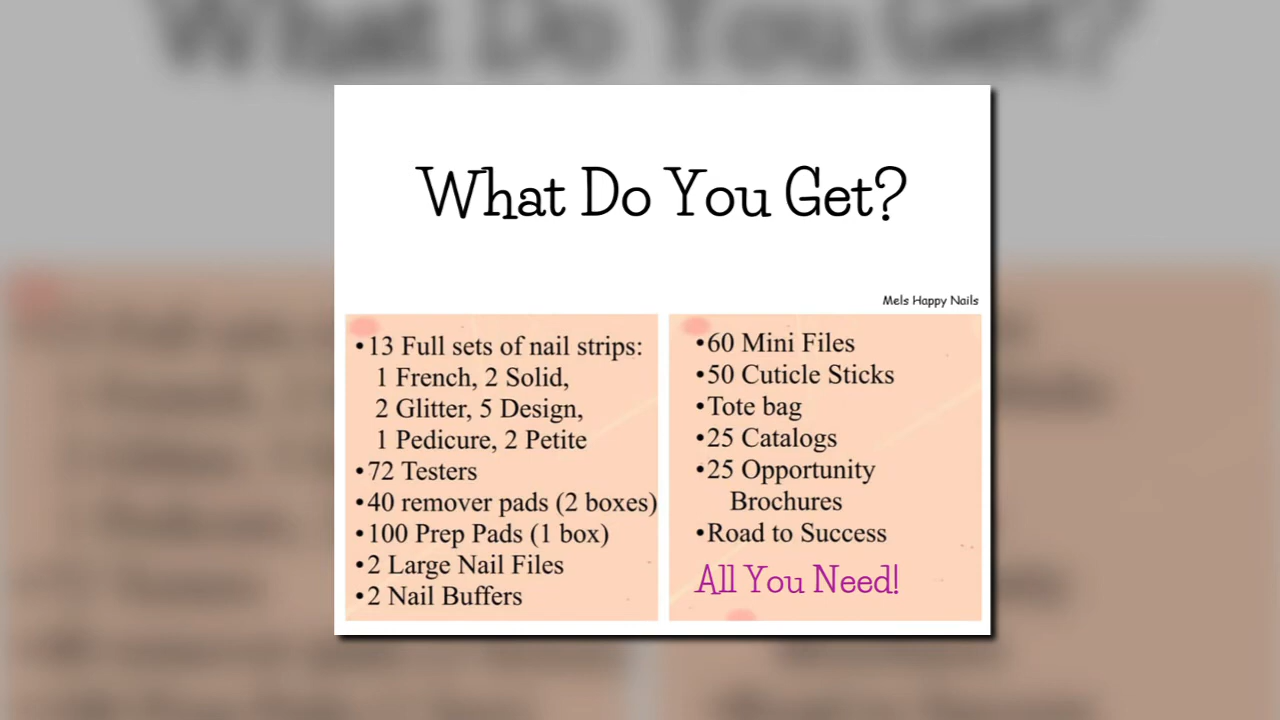 What Do You Get?
Mels Happy Nails
•13 Full sets of nail strips:
1 French, 2 Solid,
2 Glitter, 5 Design,
1 Pedicure, 2 Petite
•72 Testers
•40 remover pads (2 boxes)
•100 Prep Pads (1 box)
•2 Large Nail Files
•2 Nail Buffers
•60 Mini Files
•50 Cuticle Sticks
•Tote bag
•25 Catalogs
•25 Opportunity
Brochures
•Road to Success
All You Need!